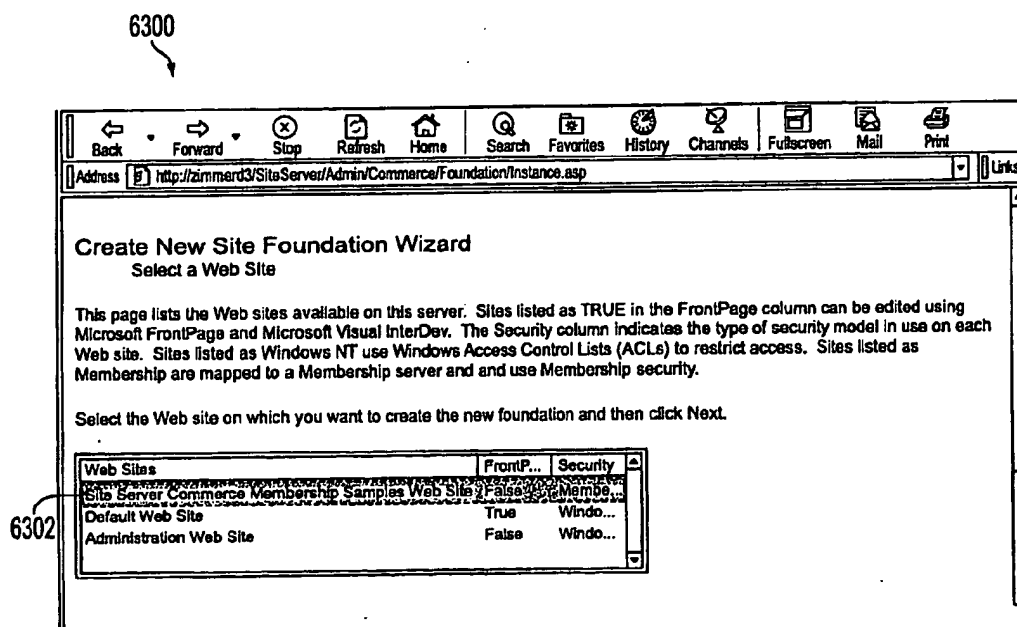 6300
Back Forward Stop Refresh Home Search Favorites History Channels Fullscreen Mail Print
Address http://zimmerd3/SiteServer/Admin/Commerce/Foundation/Instance.asp Links
Create New Site Foundation Wizard
Select a Web Site
This page lists the Web sites available on this server. Sites listed as TRUE in the FrontPage column can be edited using
Microsoft FrontPage and Microsoft Visual InterDev. The Security column indicates the type of security model in use on each
Web site. Sites listed as Windows NT use Windows Access Control Lists (ACLs) to restrict access. Sites listed as
Membership are mapped to a Membership server and and use Membership security.
Select the Web site on which you want to create the new foundation and then click Next.
Web Sites FrontP... Security
Site Server Commerce Membership Samples Web Site False Membe...
6302
Default Web Site True Windo...
Administration Web Site False Windo...